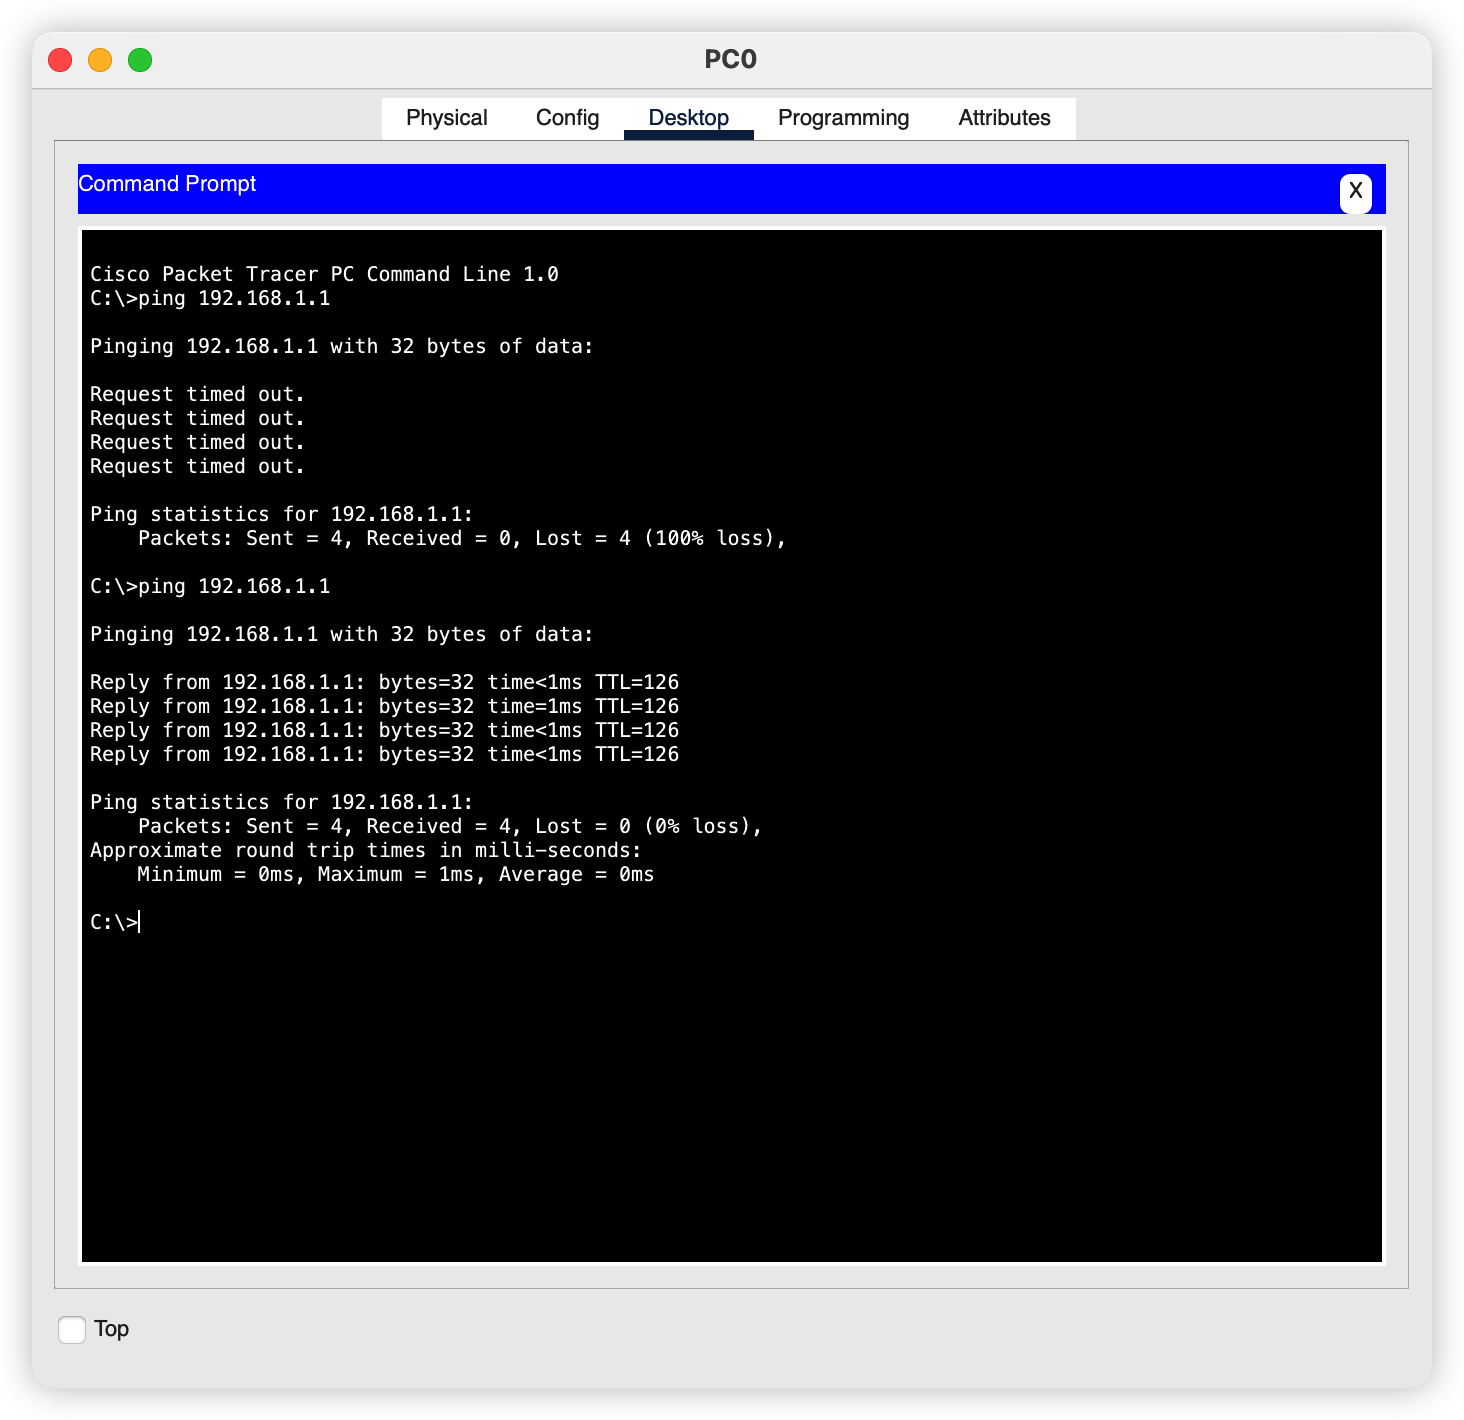 PC0
Physical Config Desktop Programming Attributes
Command Prompt
X
Cisco Packet Tracer PC Command Line 1.0
C:\>ping 192.168.1.1
Pinging 192.168.1.1 with 32 bytes of data:
Request timed out.
Request timed out.
Request timed out.
Request timed out.
Ping statistics for 192.168.1.1:
    Packets: Sent = 4, Received = 0, Lost = 4 (100% loss),
C:\>ping 192.168.1.1
Pinging 192.168.1.1 with 32 bytes of data:
Reply from 192.168.1.1: bytes=32 time<1ms TTL=126
Reply from 192.168.1.1: bytes=32 time=1ms TTL=126
Reply from 192.168.1.1: bytes=32 time<1ms TTL=126
Reply from 192.168.1.1: bytes=32 time<1ms TTL=126
Ping statistics for 192.168.1.1:
    Packets: Sent = 4, Received = 4, Lost = 0 (0% loss),
Approximate round trip times in milli-seconds:
    Minimum = 0ms, Maximum = 1ms, Average = 0ms
C:\>
Top